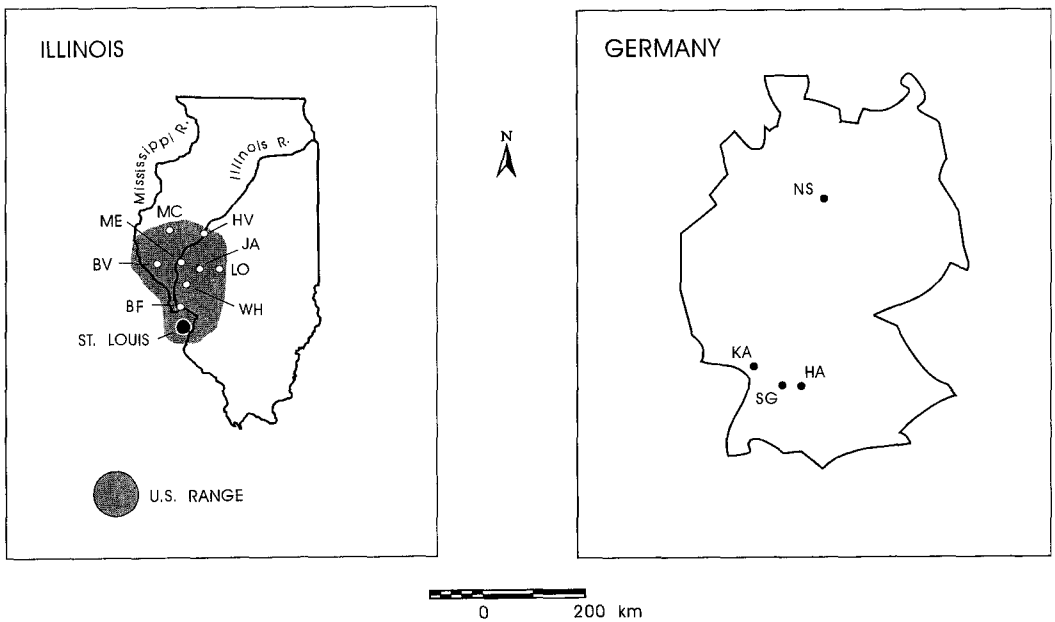 ILLINOIS
Mississippi R.
Illinois R.
MC
ME
HV
JA
BV
LO
BF
WH
ST. LOUIS
U.S. RANGE
N
GERMANY
NS
KA
HA
SG
0 200 km